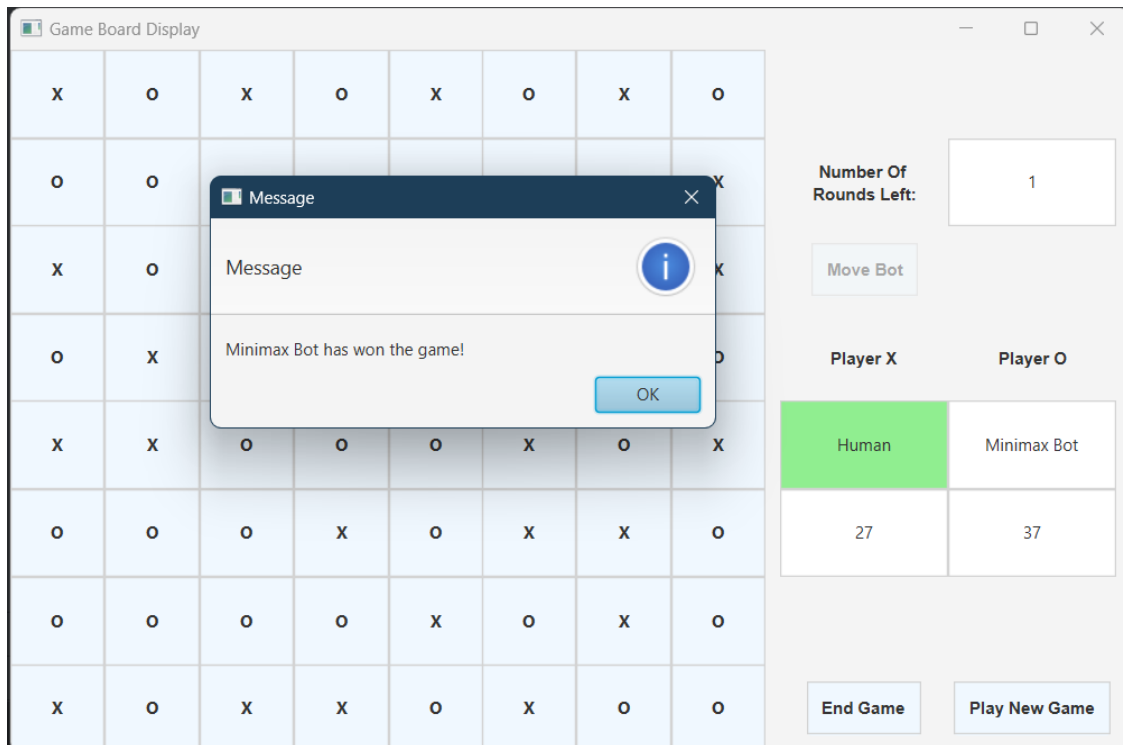 Game Board Display
X O X O X O X O
O O X
Number Of
Rounds Left:
1
Message
X O X
Message
Move Bot
O X O
Minimax Bot has won the game!
Player X Player O
OK
X X O O O X O X
Human Minimax Bot
O O O X O X X O
27 37
O O O O X O X O
X O X X O X O O
End Game Play New Game